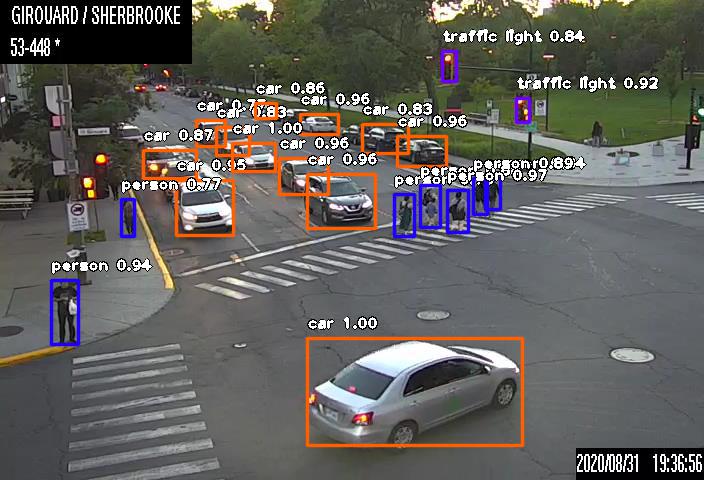 GIROUARD / SHERBROOKE
53-448 *
traffic light 0.84
traffic light 0.92
car 0.86
car 0.96
car 0.83
car 0.87
car 1.00
car 0.96
car 0.96
car 0.95
car 0.96
person 0.77
person 0.97
person 0.94
car 1.00
2020/08/31 19:36:56